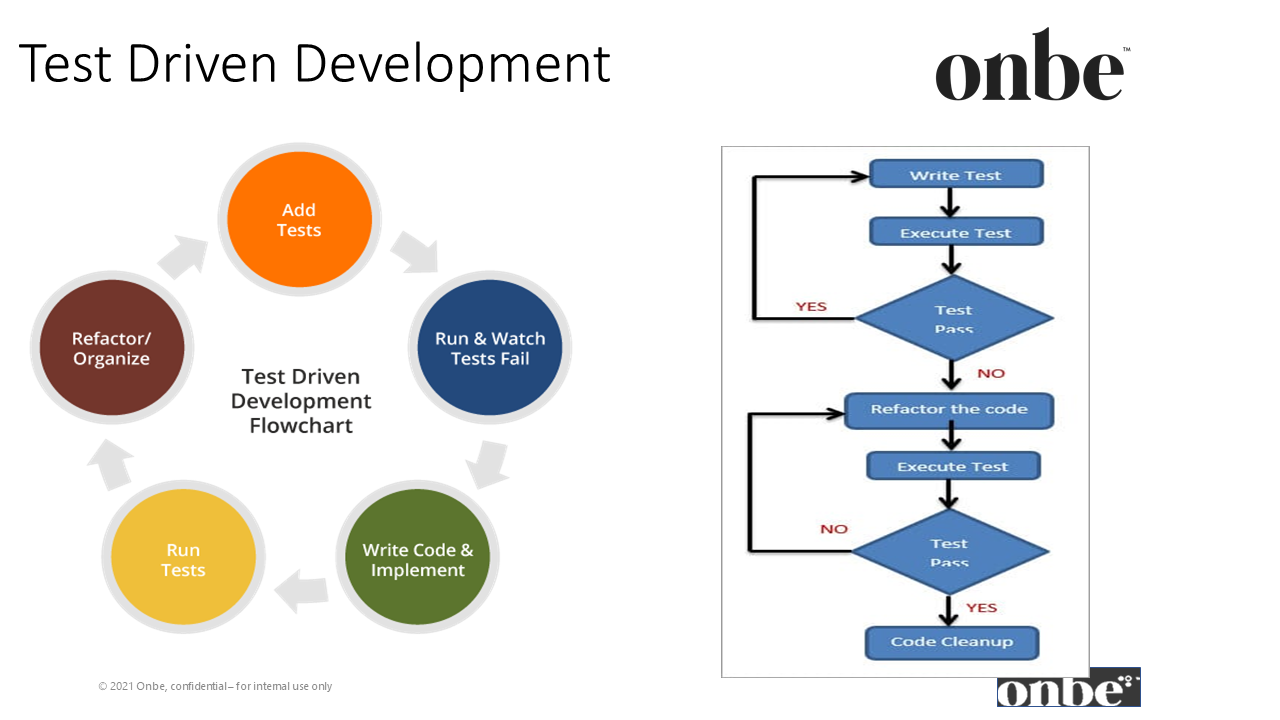 Test Driven Development
onbe™
Add
Tests
Run & Watch
Tests Fail
Write Code &
Implement
Run
Tests
Refactor/
Organize
Test Driven
Development
Flowchart
Write Test
Execute Test
Test
Pass
YES
NO
Refactor the code
Execute Test
Test
Pass
NO
YES
Code Cleanup
© 2021 Onbe, confidential – for internal use only
onbe